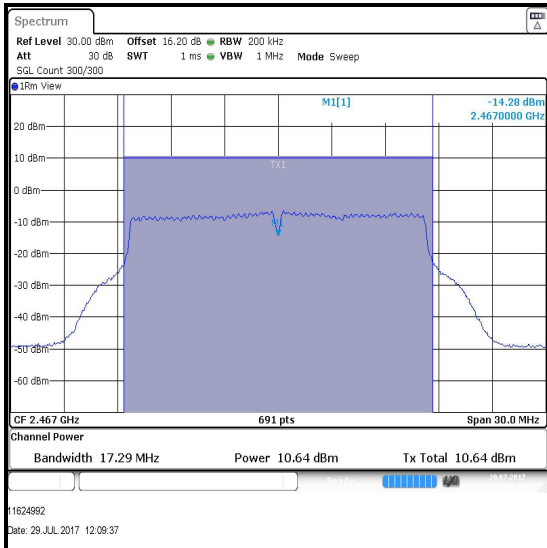 Spectrum
Ref Level 30.00 dBm Offset 16.20 dB RBW 200 kHz
Att 30 dB SWT 1 ms VBW 1 MHz Mode Sweep
SGL Count 300/300
1Rm View
M1[1] -14.28 dBm
2.4670000 GHz
20 dBm
10 dBm
TX1
0 dBm
-10 dBm
M1
-20 dBm
-30 dBm
-40 dBm
-50 dBm
-60 dBm
CF 2.467 GHz 691 pts Span 30.0 MHz
Channel Power
Bandwidth 17.29 MHz Power 10.64 dBm Tx Total 10.64 dBm
Ready 29.07.2017
11624992
Date: 29.JUL.2017 12:09:37